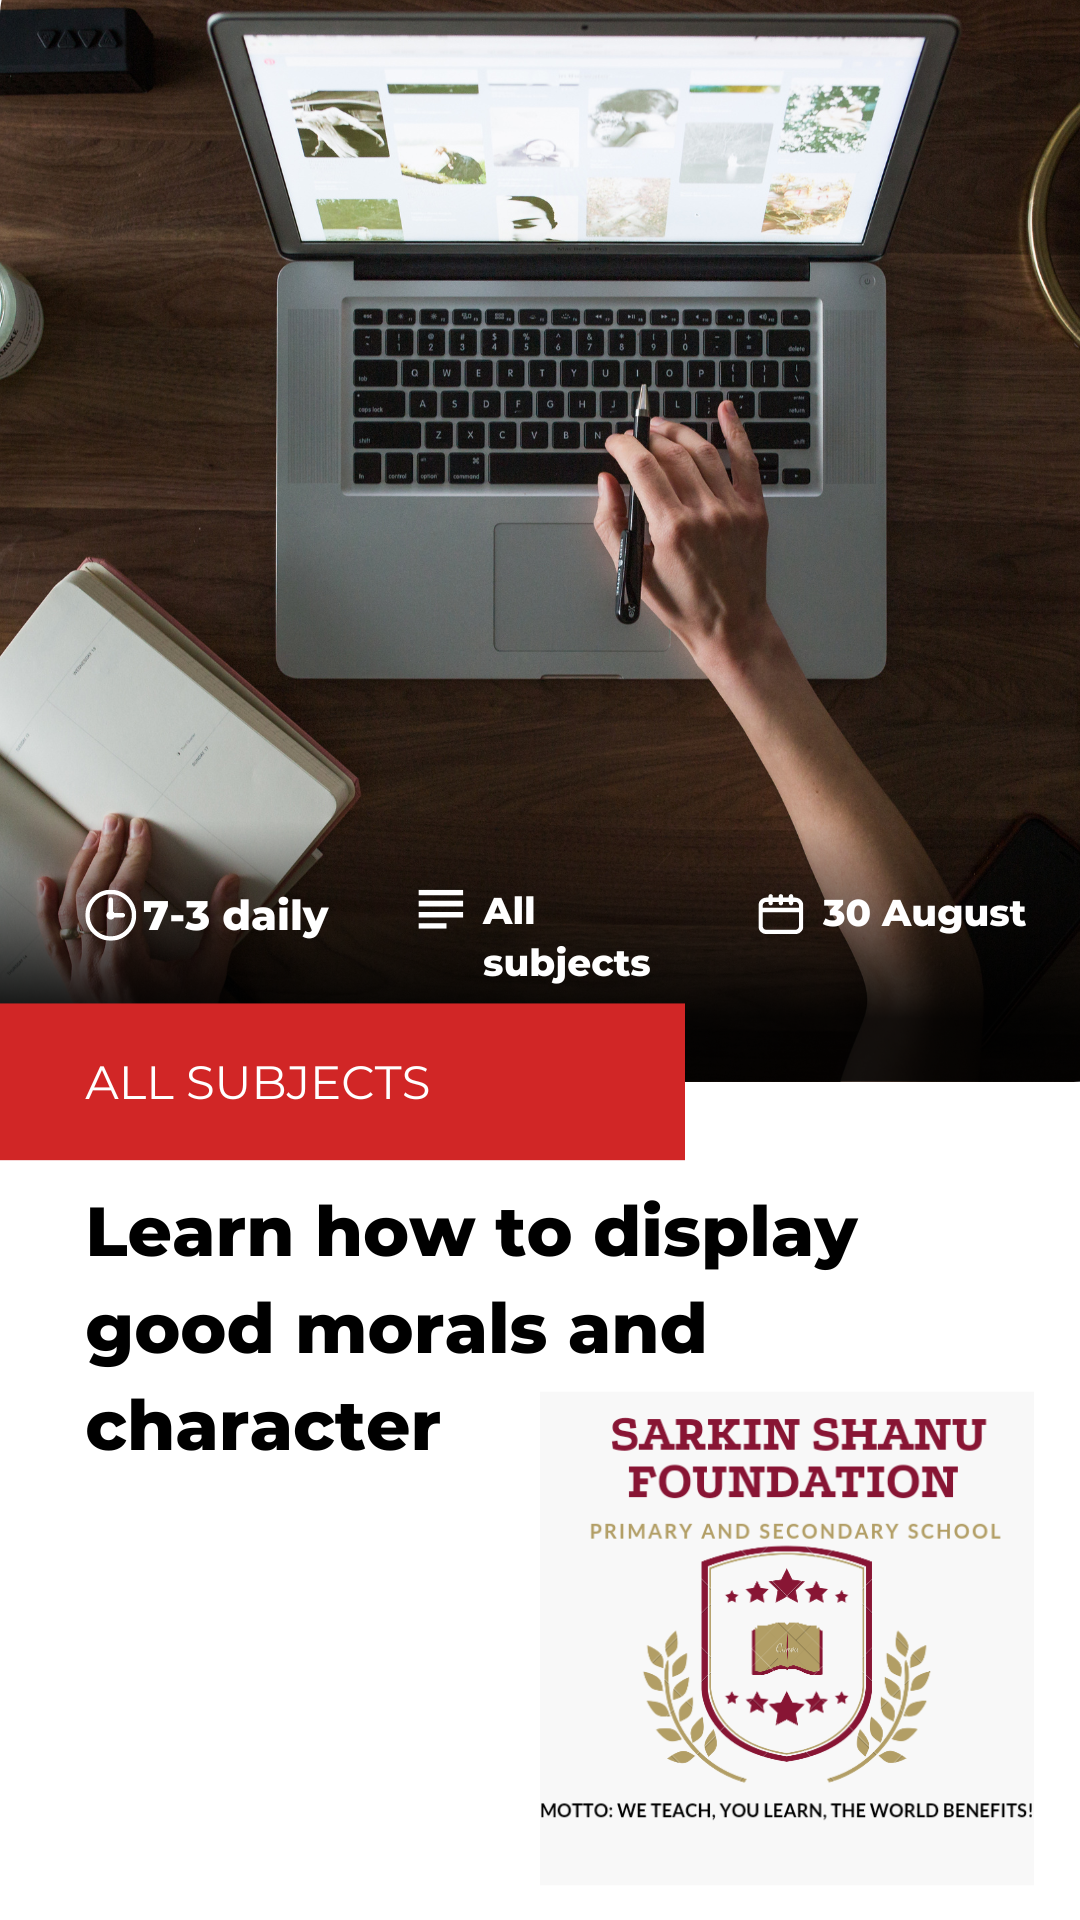 7-3 daily
All
subjects
30 August
ALL SUBJECTS
Learn how to display
good morals and
character
SARKIN SHANU
FOUNDATION
PRIMARY AND SECONDARY SCHOOL
MOTTO: WE TEACH, YOU LEARN, THE WORLD BENEFITS!